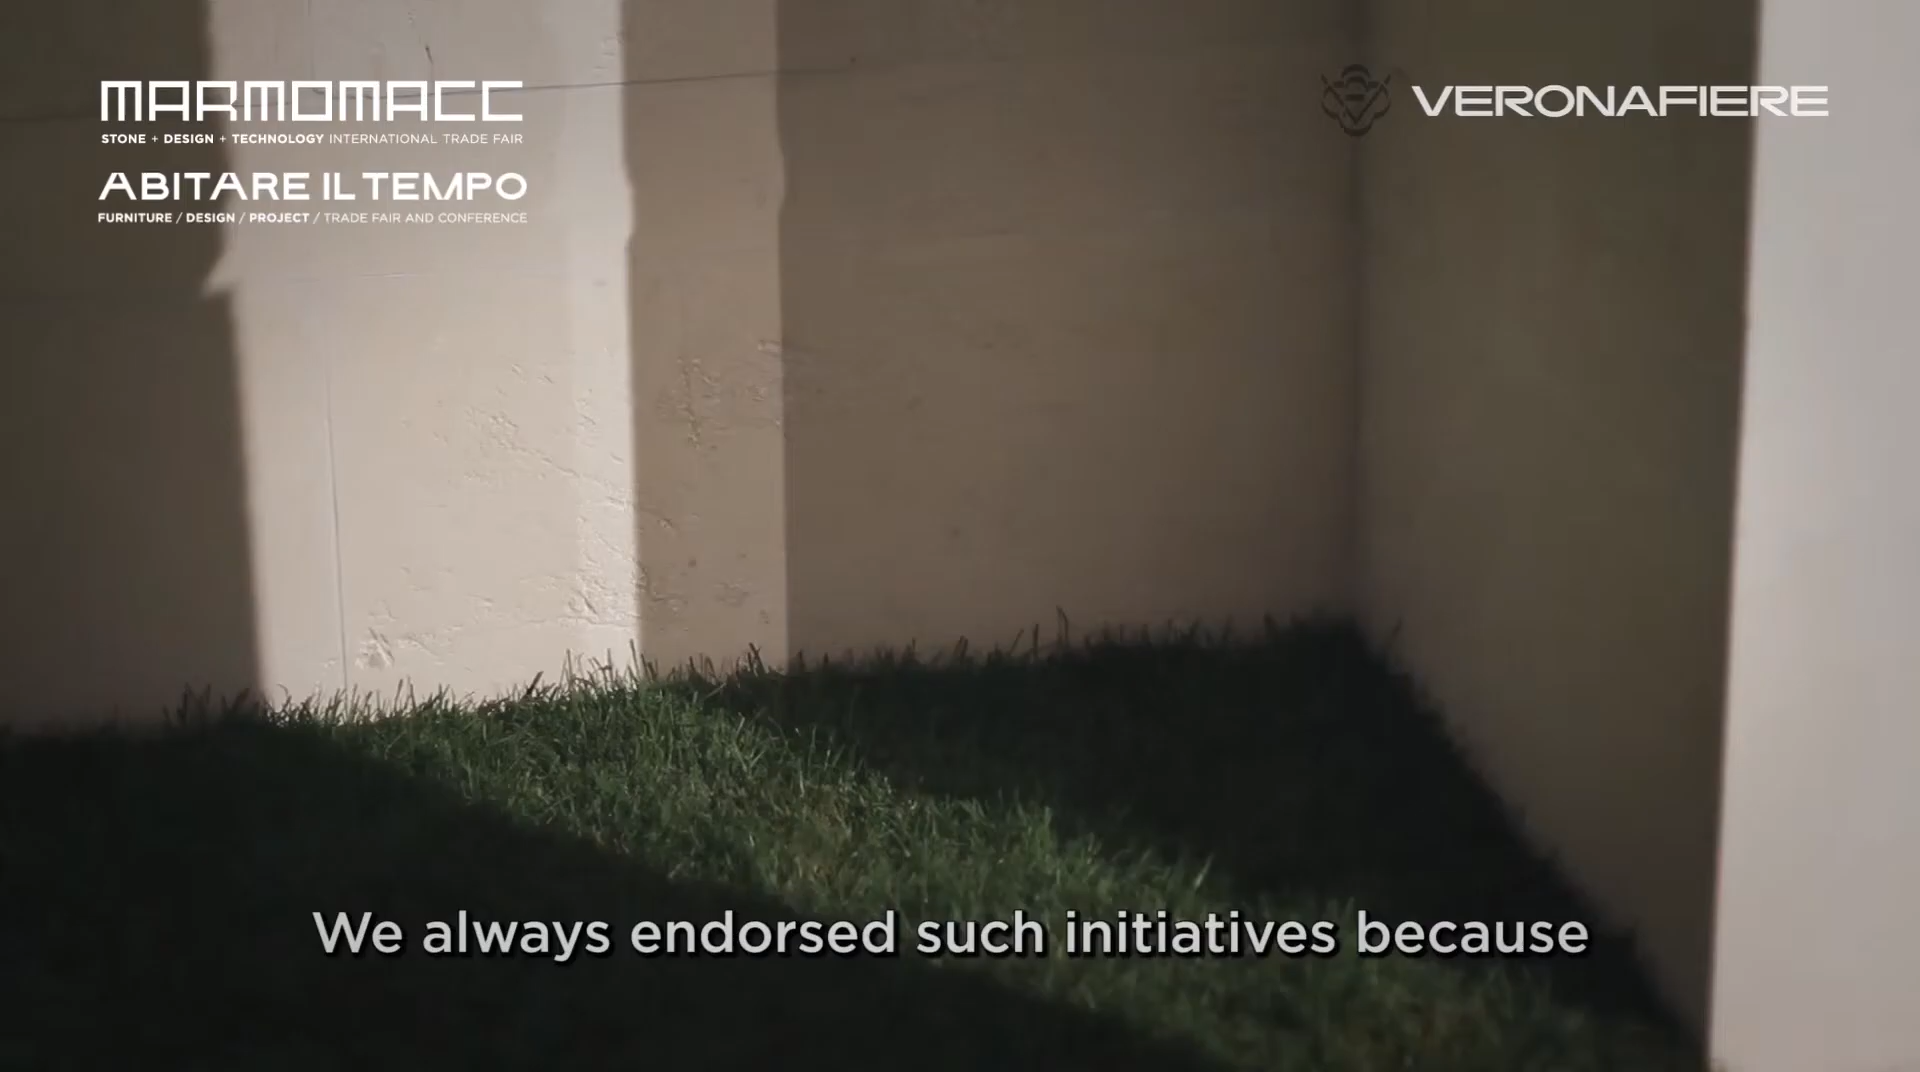 MARMOMACC
STONE + DESIGN + TECHNOLOGY INTERNATIONAL TRADE FAIR
ABITARE IL TEMPO
FURNITURE / DESIGN / PROJECT / TRADE FAIR AND CONFERENCE
VERONAFIERE
We always endorsed such initiatives because